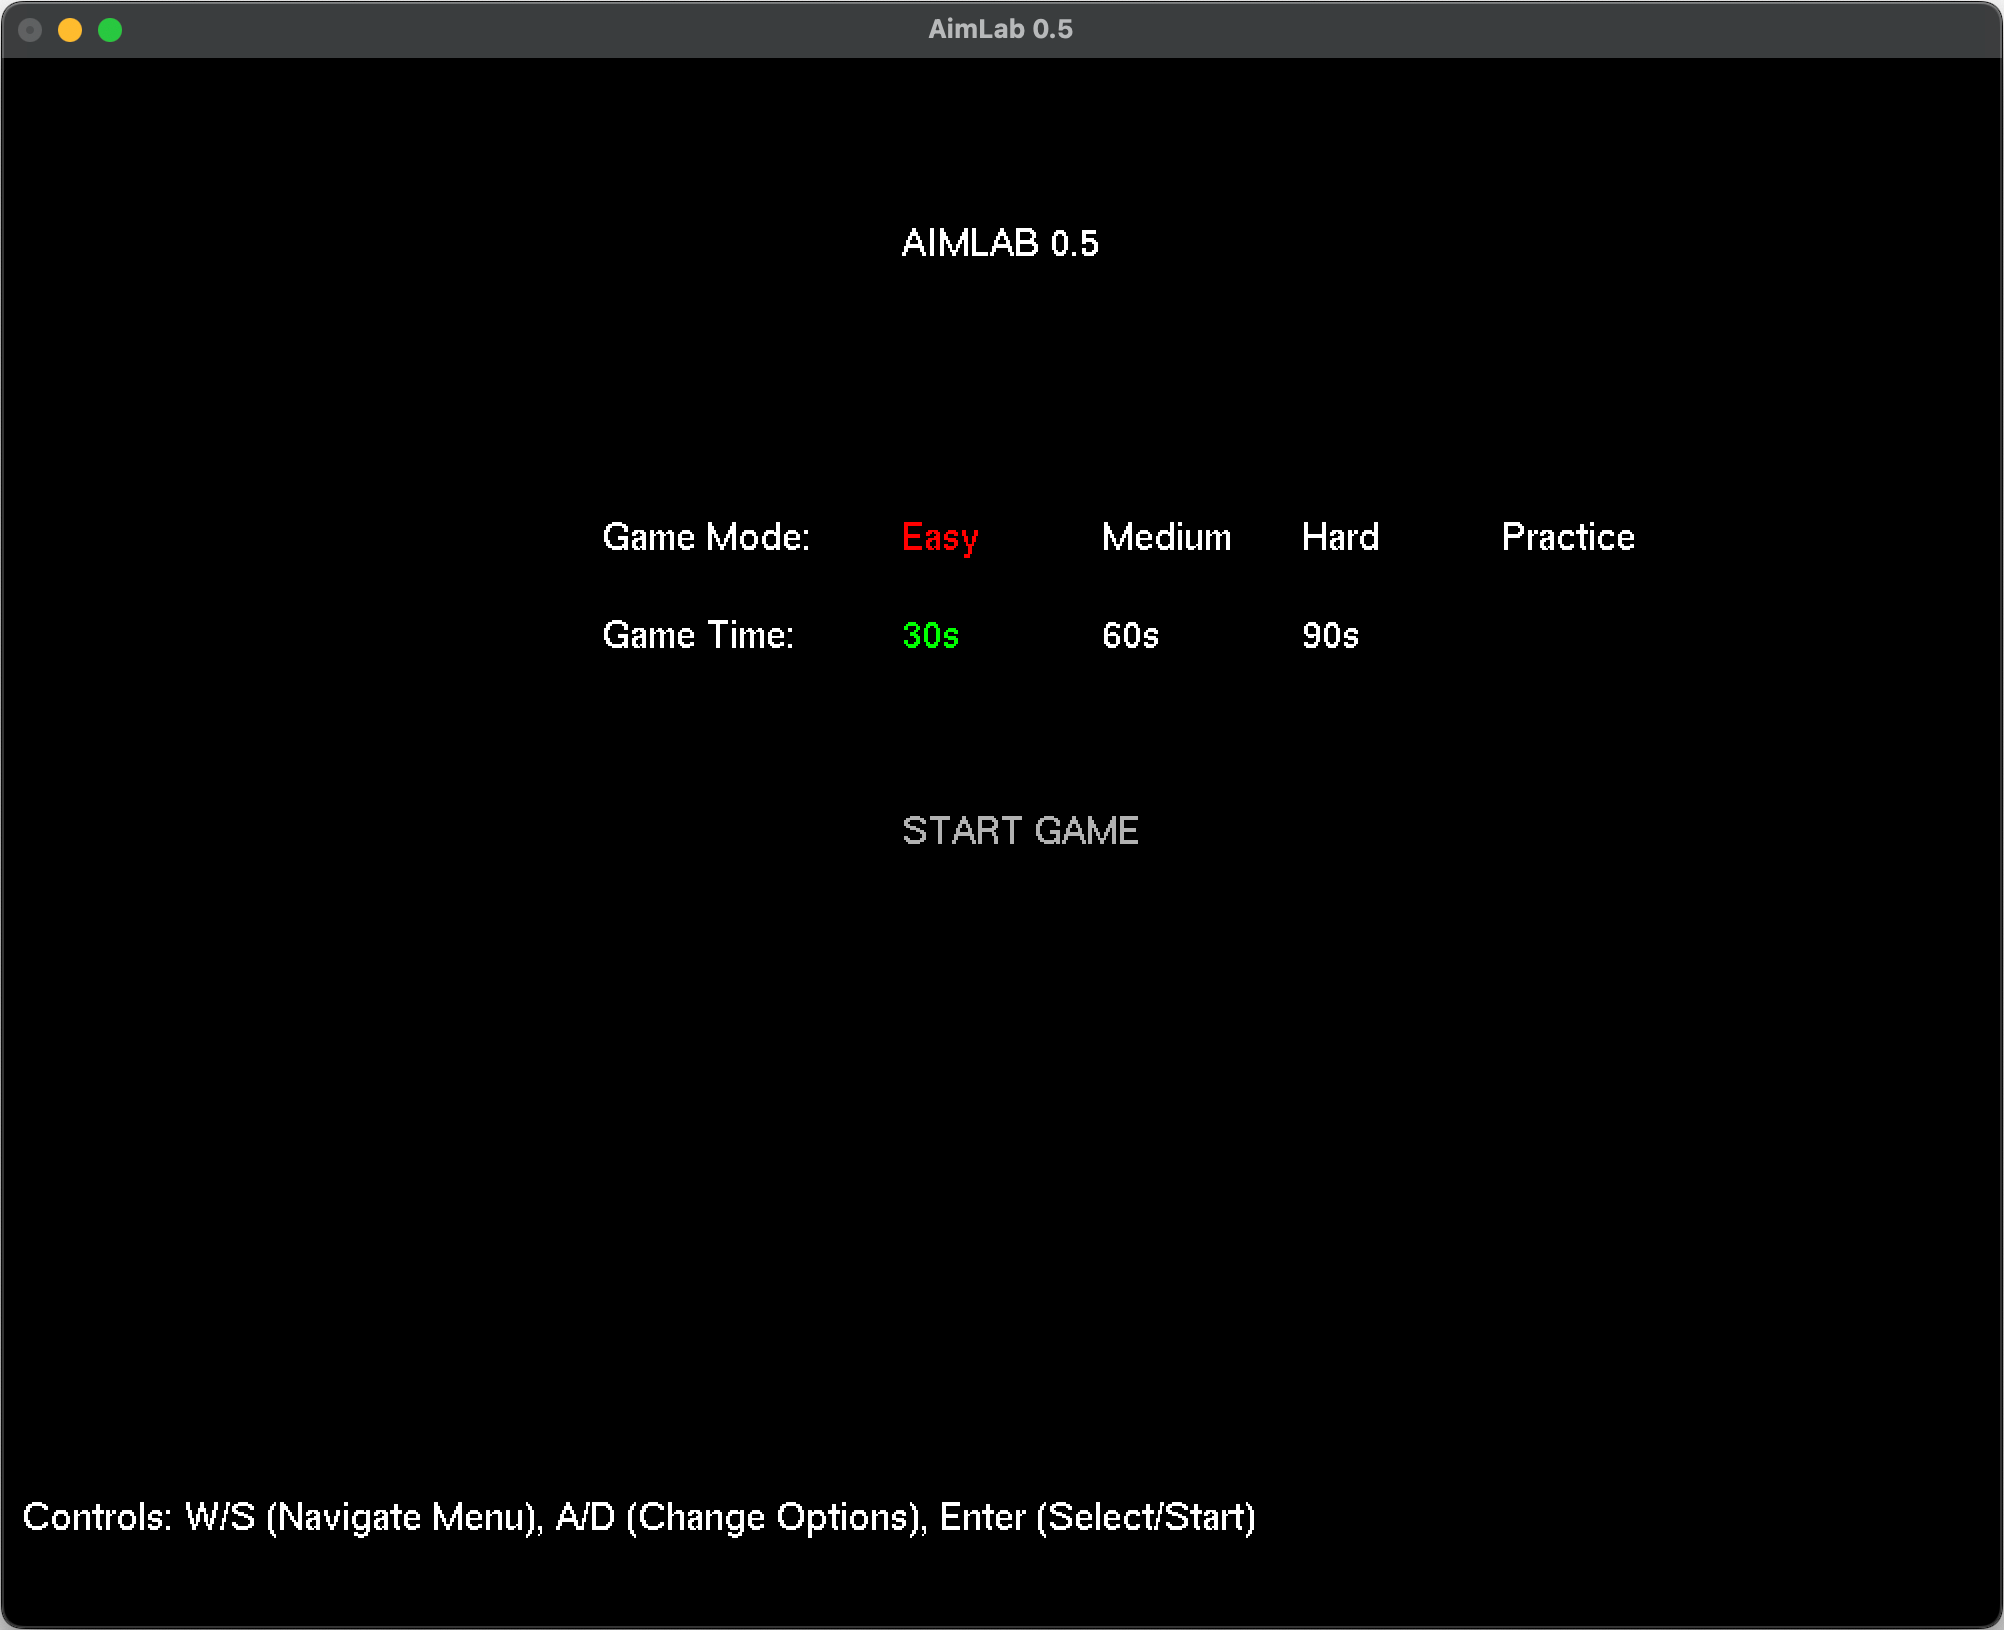 AimLab 0.5
AIMLAB 0.5
Game Mode: Easy Medium Hard Practice
Game Time: 30s 60s 90s
START GAME
Controls: W/S (Navigate Menu), A/D (Change Options), Enter (Select/Start)